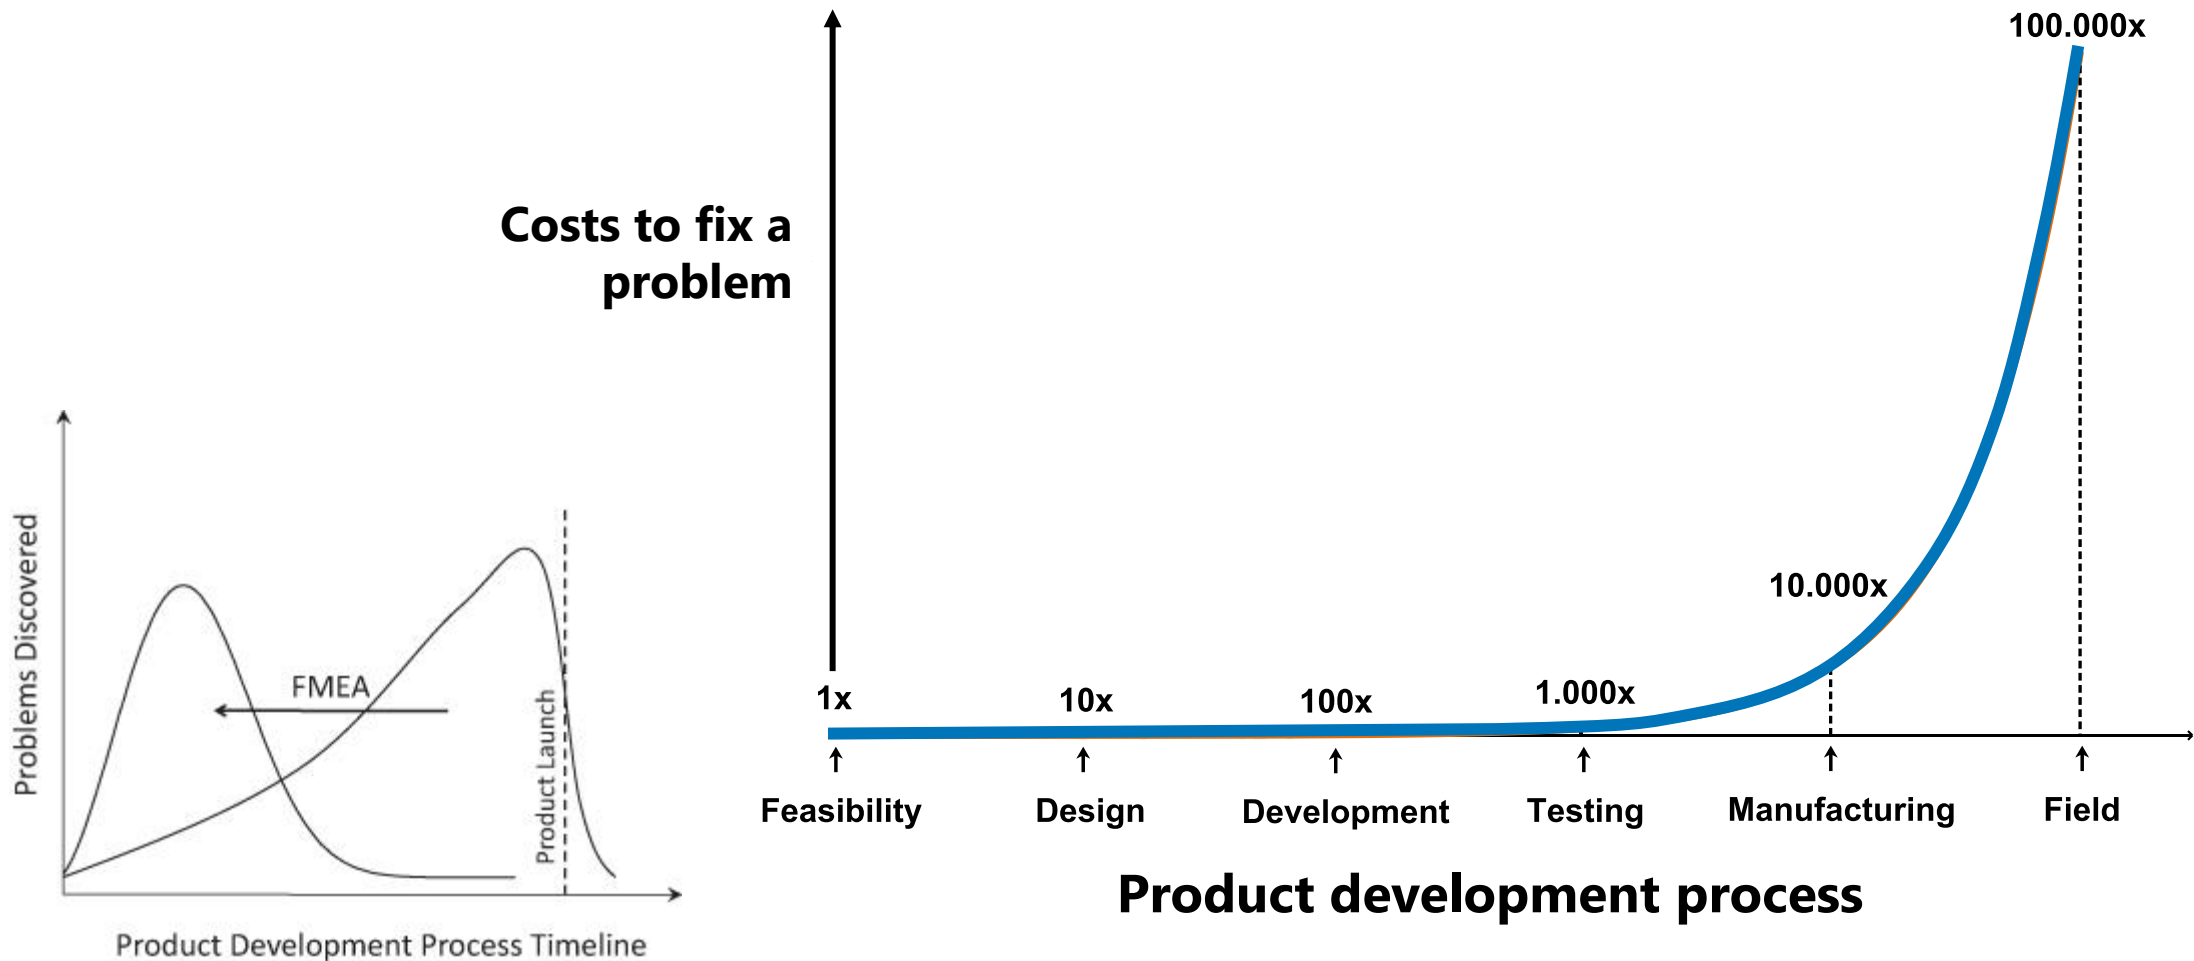 Problems Discovered
FMEA
Product Launch
Product Development Process Timeline
Costs to fix a
problem
1x
10x
100x
1.000x
10.000x
100.000x
Feasibility
Design
Development
Testing
Manufacturing
Field
Product development process